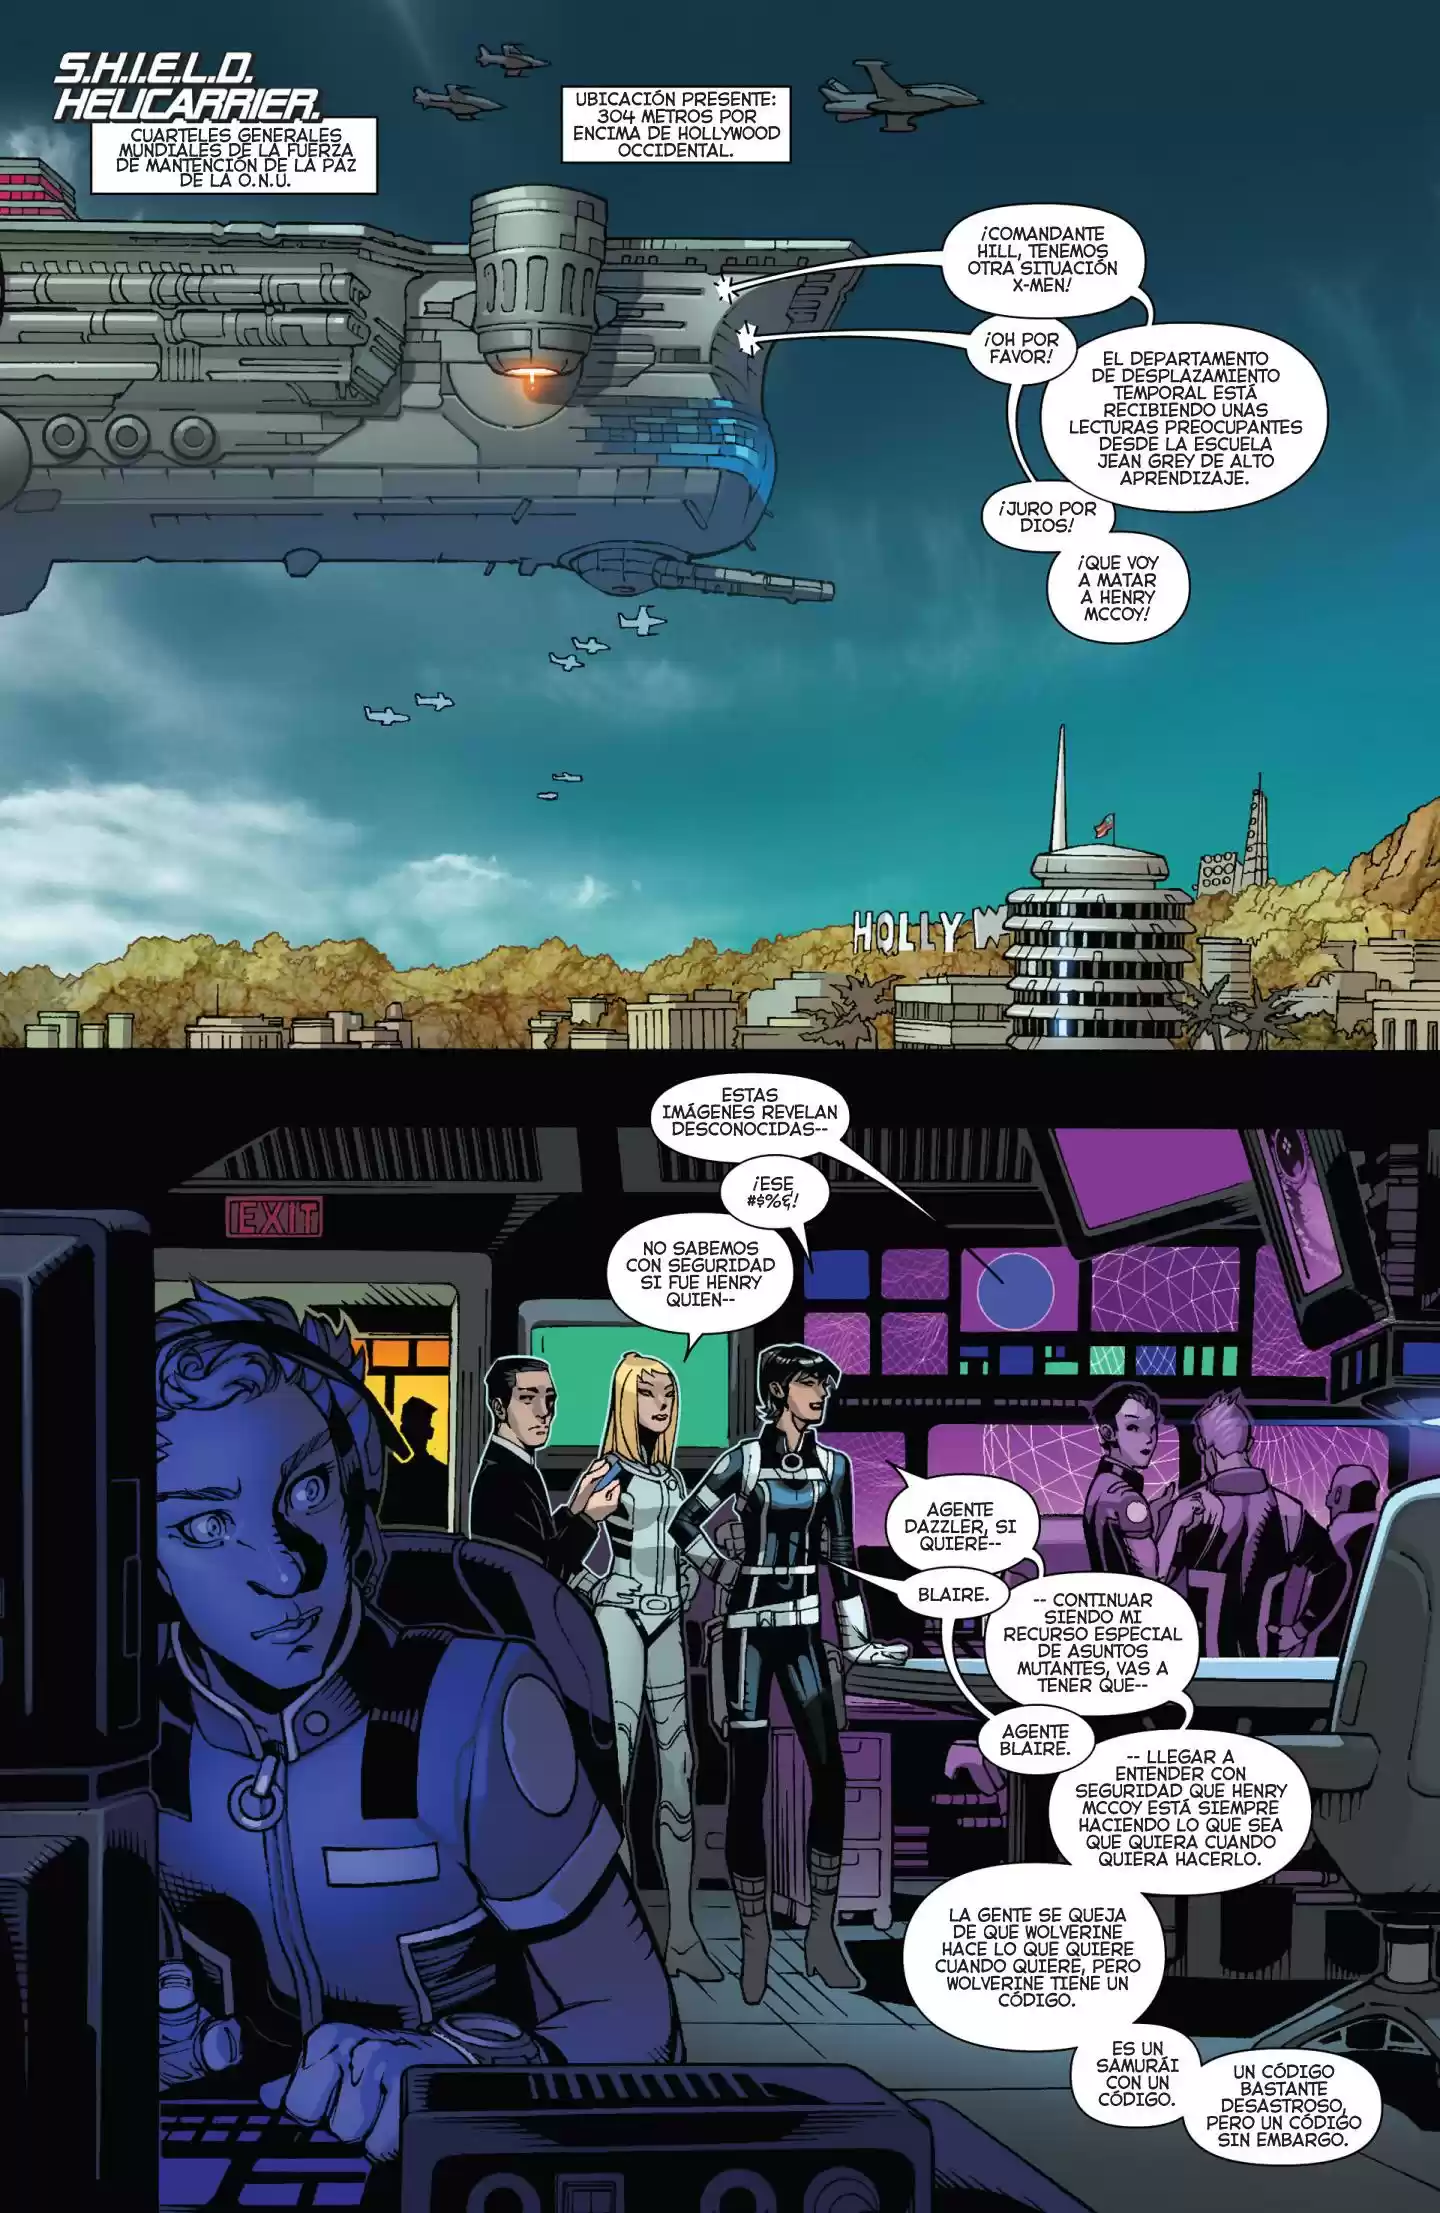 S.H.I.E.L.D.
HELICARRIER.
CUARTELES GENERALES
MUNDIALES DE LA FUERZA
DE MANTENCIÓN DE LA PAZ
DE LA O.N.U.
UBICACIÓN PRESENTE:
304 METROS POR
ENCIMA DE HOLLYWOOD
OCCIDENTAL.
¡COMANDANTE
HILL, TENEMOS
OTRA SITUACIÓN
X-MEN!
¡OH POR
FAVOR!
EL DEPARTAMENTO
DE DESPLAZAMIENTO
TEMPORAL ESTÁ
RECIBIENDO UNAS
LECTURAS PREOCUPANTES
DESDE LA ESCUELA
JEAN GREY DE ALTO
APRENDIZAJE.
¡JURO POR
DIOS!
¡QUE VOY
A MATAR
A HENRY
MCCOY!
HOLLYW
ESTAS
IMÁGENES REVELAN
DESCONOCIDAS--
¡ESE
#$%&!
NO SABEMOS
CON SEGURIDAD
SI FUE HENRY
QUIEN--
EXIT
AGENTE
DAZZLER, SI
QUIERE--
BLAIRE.
-- CONTINUAR
SIENDO MI
RECURSO ESPECIAL
DE ASUNTOS
MUTANTES, VAS A
TENER QUE--
AGENTE
BLAIRE.
-- LLEGAR A
ENTENDER CON
SEGURIDAD QUE HENRY
MCCOY ESTÁ SIEMPRE
HACIENDO LO QUE SEA
QUE QUIERA CUANDO
QUIERA HACERLO.
LA GENTE SE QUEJA
DE QUE WOLVERINE
HACE LO QUE QUIERE
CUANDO QUIERE, PERO
WOLVERINE TIENE UN
CÓDIGO.
ES UN
SAMURÁI
CON UN
CÓDIGO.
UN CÓDIGO
BASTANTE
DESASTROSO,
PERO UN CÓDIGO
SIN EMBARGO.